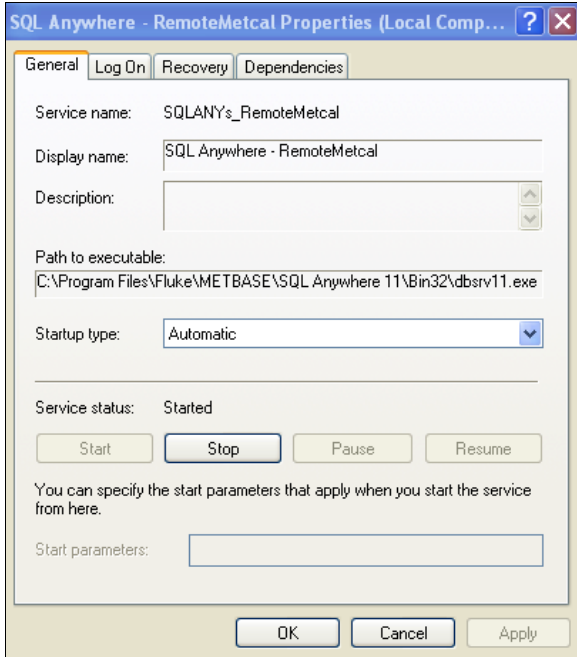 SQL Anywhere - RemoteMetcal Properties (Local Comp...
General Log On Recovery Dependencies
Service name: SQLANYs_RemoteMetcal
Display name: SQL Anywhere - RemoteMetcal
Description:
Path to executable:
C:\Program Files\Fluke\METBASE\SQL Anywhere 11\Bin32\dbsrv11.exe
Startup type: Automatic
Service status: Started
Start Stop Pause Resume
You can specify the start parameters that apply when you start the service
from here.
Start parameters:
OK Cancel Apply